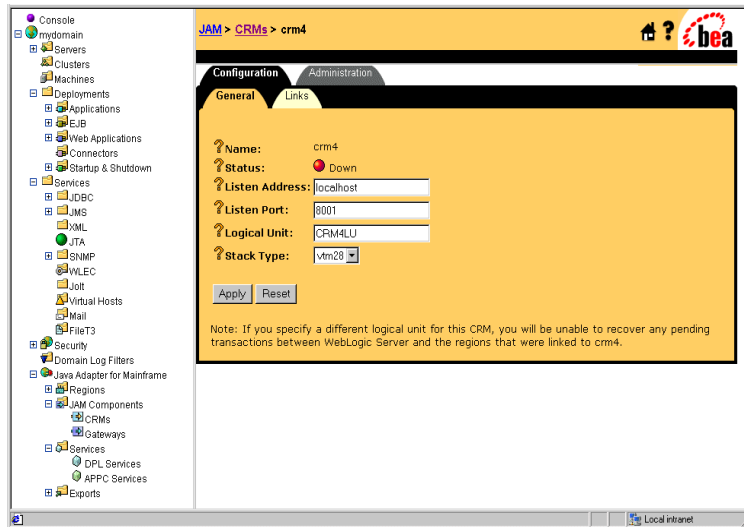 Console
mydomain
Servers
Clusters
Machines
Deployments
Applications
EJB
Web Applications
Connectors
Startup & Shutdown
Services
JDBC
JMS
XML
JTA
SNMP
WLEC
Jolt
Virtual Hosts
Mail
FileT3
Security
Domain Log Filters
Java Adapter for Mainframe
Regions
JAM Components
CRMs
Gateways
Services
DPL Services
APPC Services
Exports
JAM > CRMs > crm4
? bea
Configuration Administration
General Links
? Name: crm4
? Status: Down
? Listen Address: localhost
? Listen Port: 8001
? Logical Unit: CRM4LU
? Stack Type: vtm28
Apply Reset
Note: If you specify a different logical unit for this CRM, you will be unable to recover any pending
transactions between WebLogic Server and the regions that were linked to crm4.
Local intranet